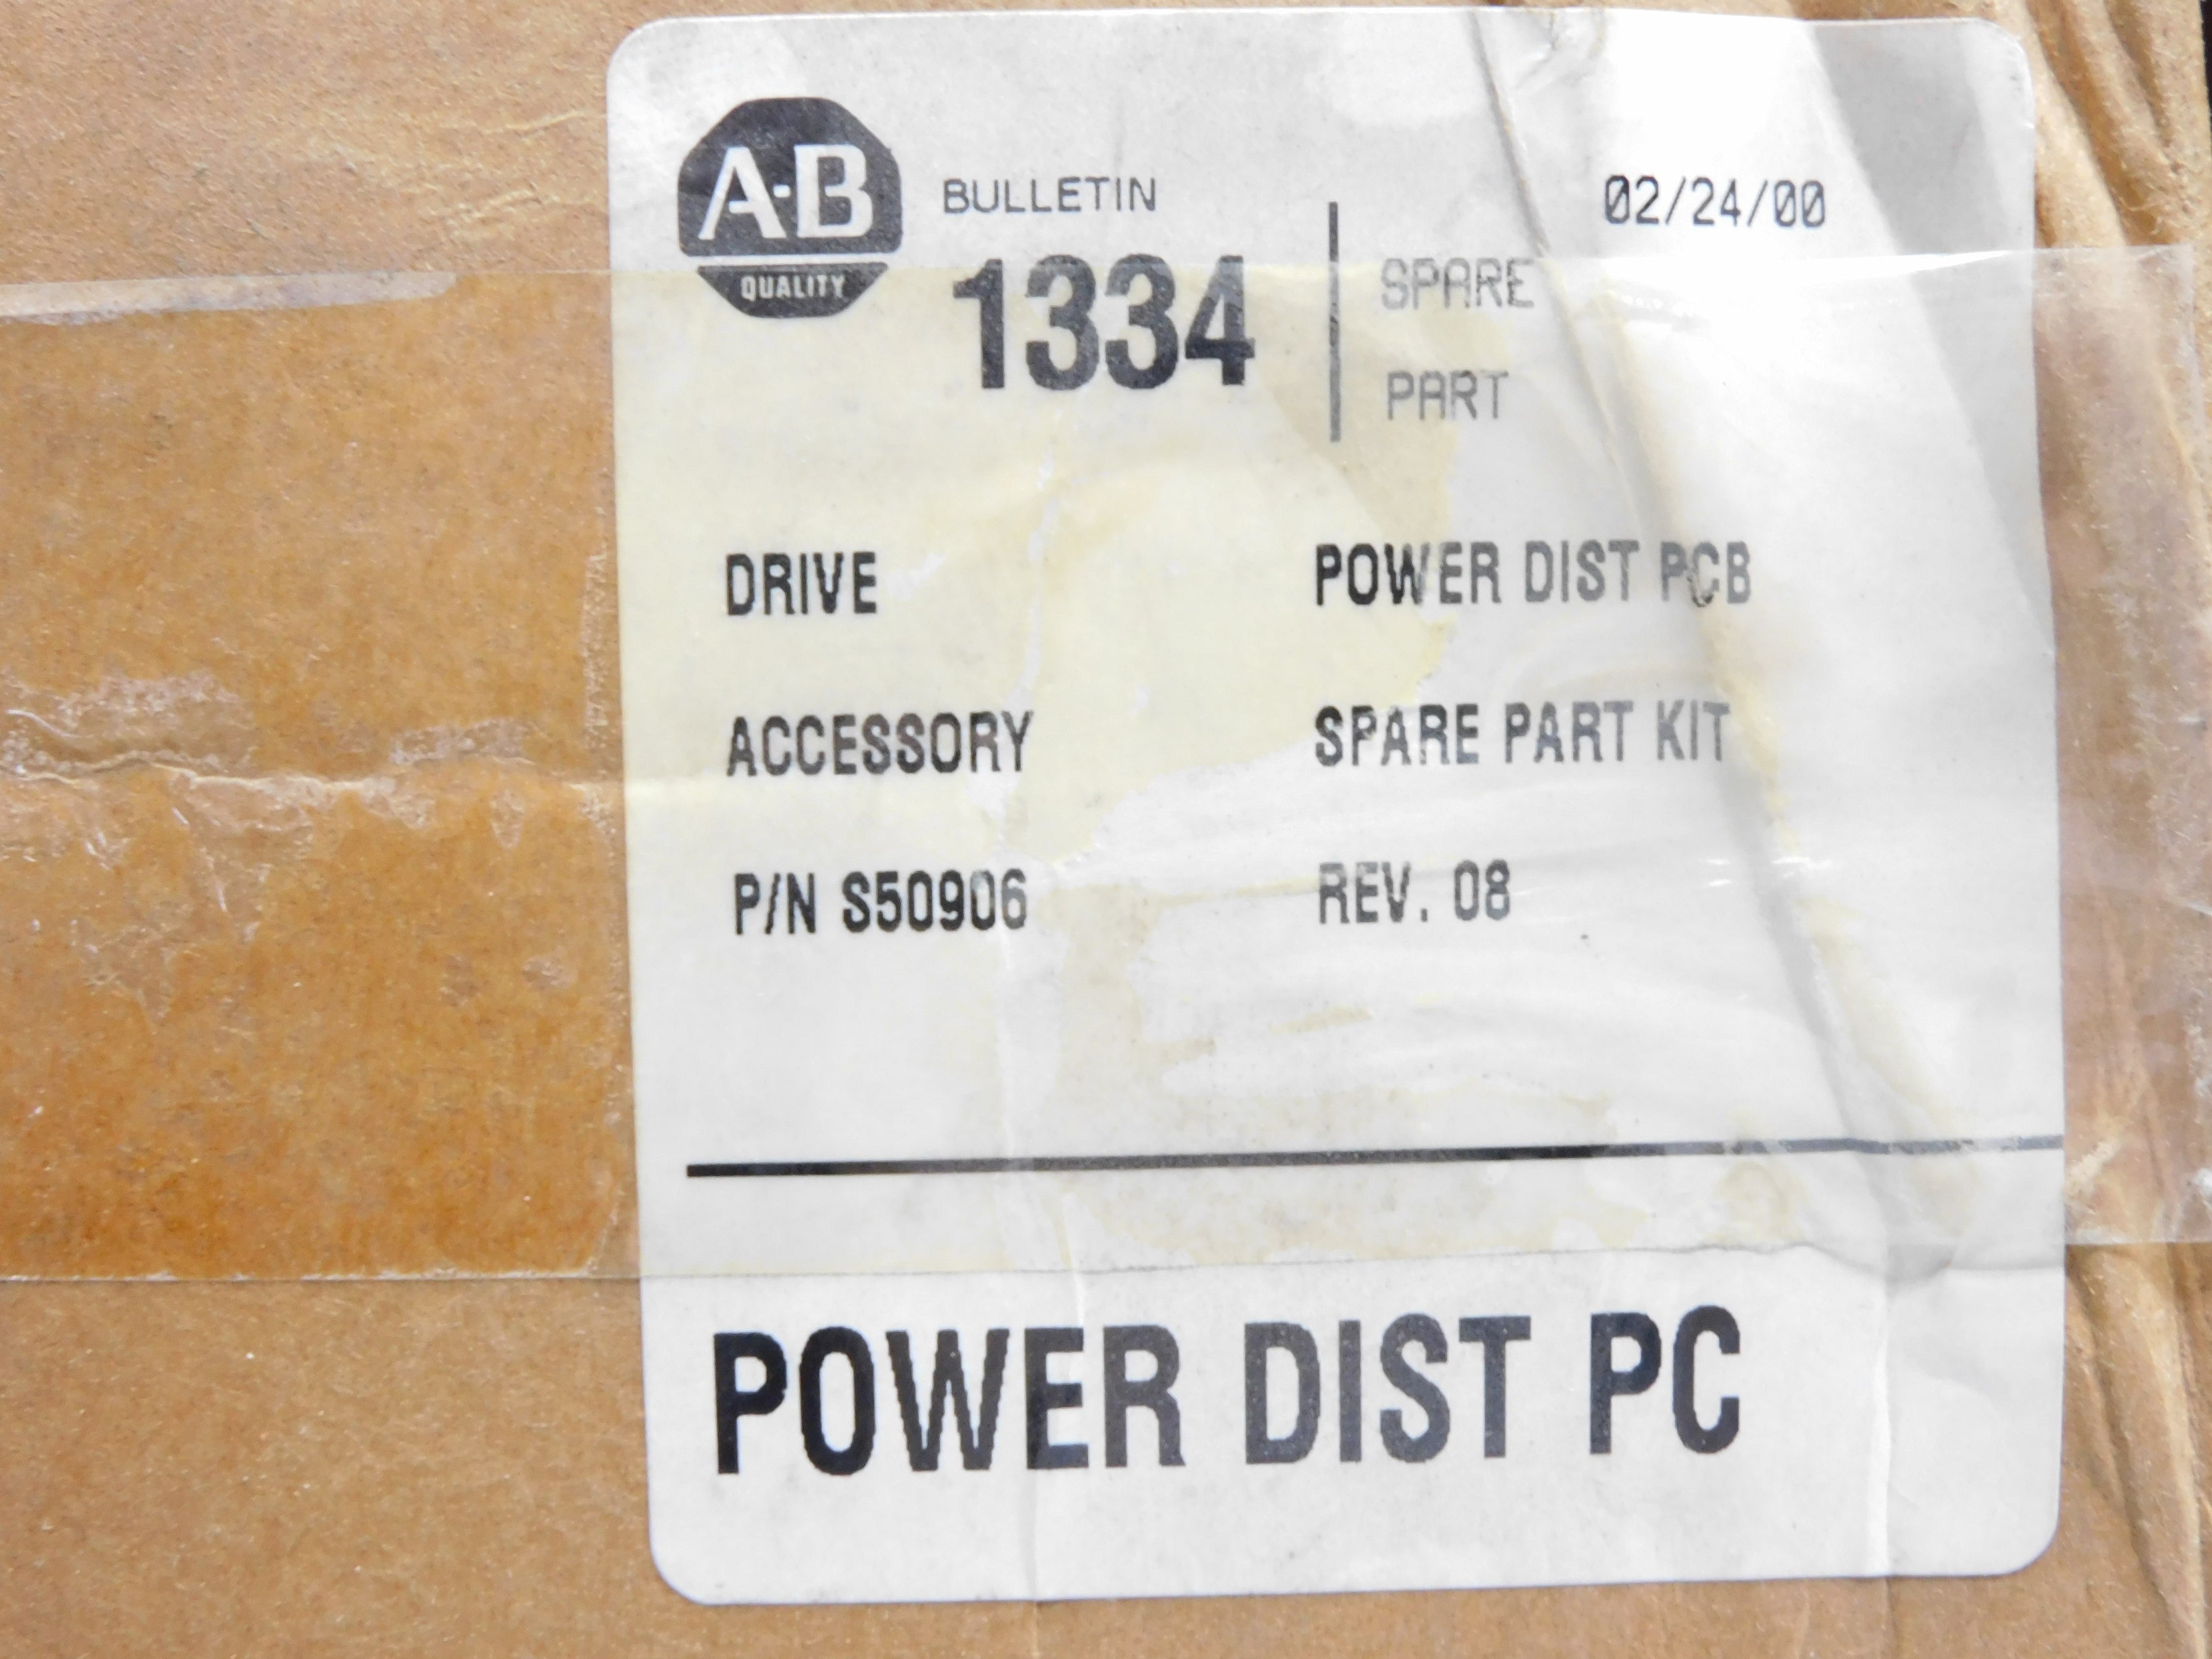 A-B
QUALITY
BULLETIN
1334
SPARE
PART
02/24/00
DRIVE POWER DIST PCB
ACCESSORY SPARE PART KIT
P/N S50906 REV. 08
POWER DIST PC